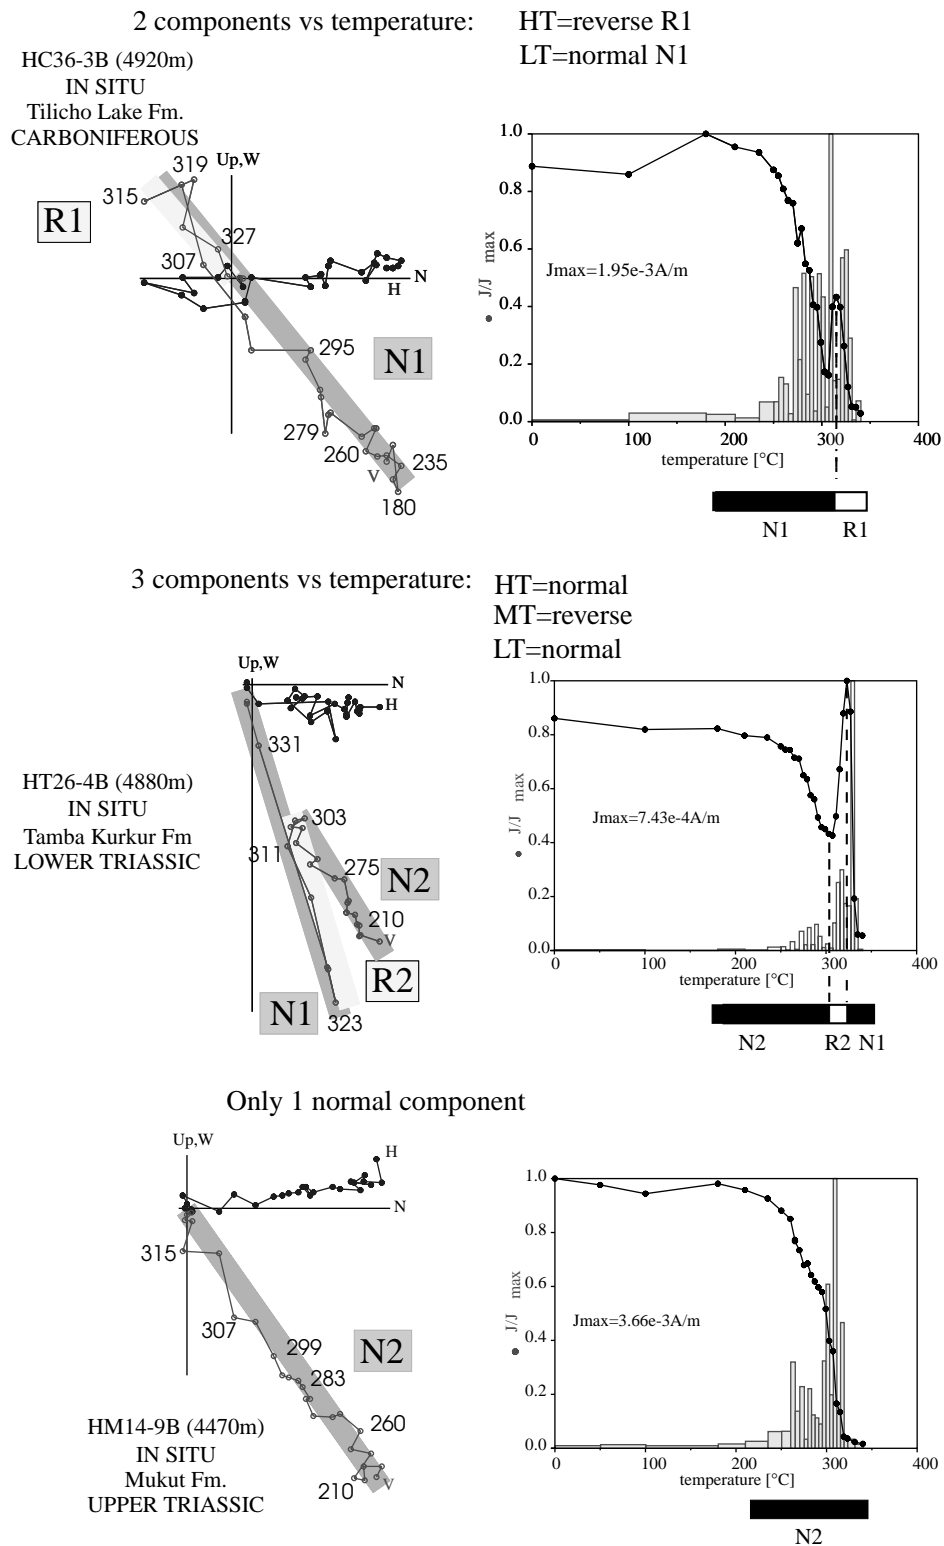 2 components vs temperature:
HT=reverse R1
LT=normal N1
HC36-3B (4920m)
IN SITU
Tilicho Lake Fm.
CARBONIFEROUS
Up,W
319
315
R1
327
307
N
H
295
N1
279
260
235
V
180
1.0
0.8
0.6
0.4
0.2
0.0
J/J max
Jmax=1.95e-3A/m
0
100
200
300
400
temperature [°C]
N1
R1
3 components vs temperature:
HT=normal
MT=reverse
LT=normal
Up,W
N
H
331
HT26-4B (4880m)
IN SITU
Tamba Kurkur Fm
LOWER TRIASSIC
303
311
275
N2
210
V
R2
N1
323
1.0
0.8
0.6
0.4
0.2
0.0
J/J max
Jmax=7.43e-4A/m
0
100
200
300
400
temperature [°C]
N2
R2
N1
Only 1 normal component
Up,W
H
N
315
307
299
N2
283
260
HM14-9B (4470m)
IN SITU
Mukut Fm.
UPPER TRIASSIC
210
V
1.0
0.8
0.6
0.4
0.2
0.0
J/J max
Jmax=3.66e-3A/m
0
100
200
300
400
temperature [°C]
N2